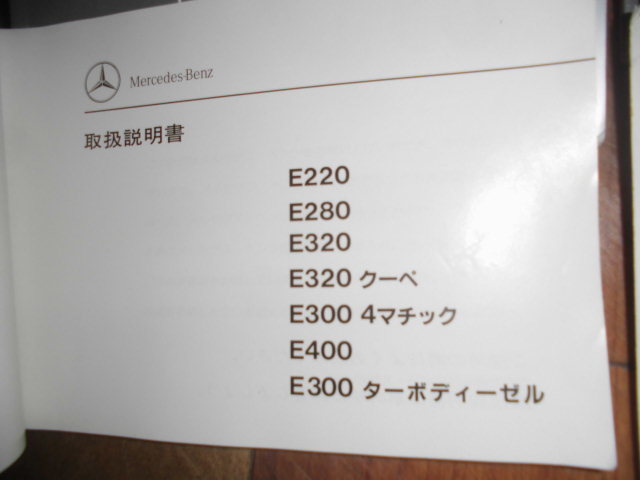 Mercedes-Benz
取扱説明書
E220
E280
E320
E320 クーペ
E300 4マチック
E400
E300 ターボディーゼル